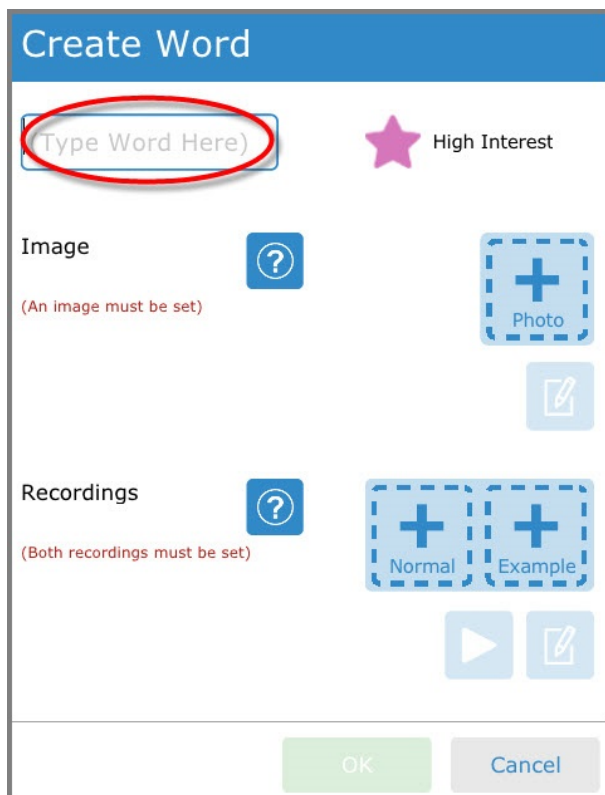 Create Word
(Type Word Here)
High Interest
Image
?
(An image must be set)
Photo
Recordings
?
(Both recordings must be set)
Normal
Example
OK
Cancel